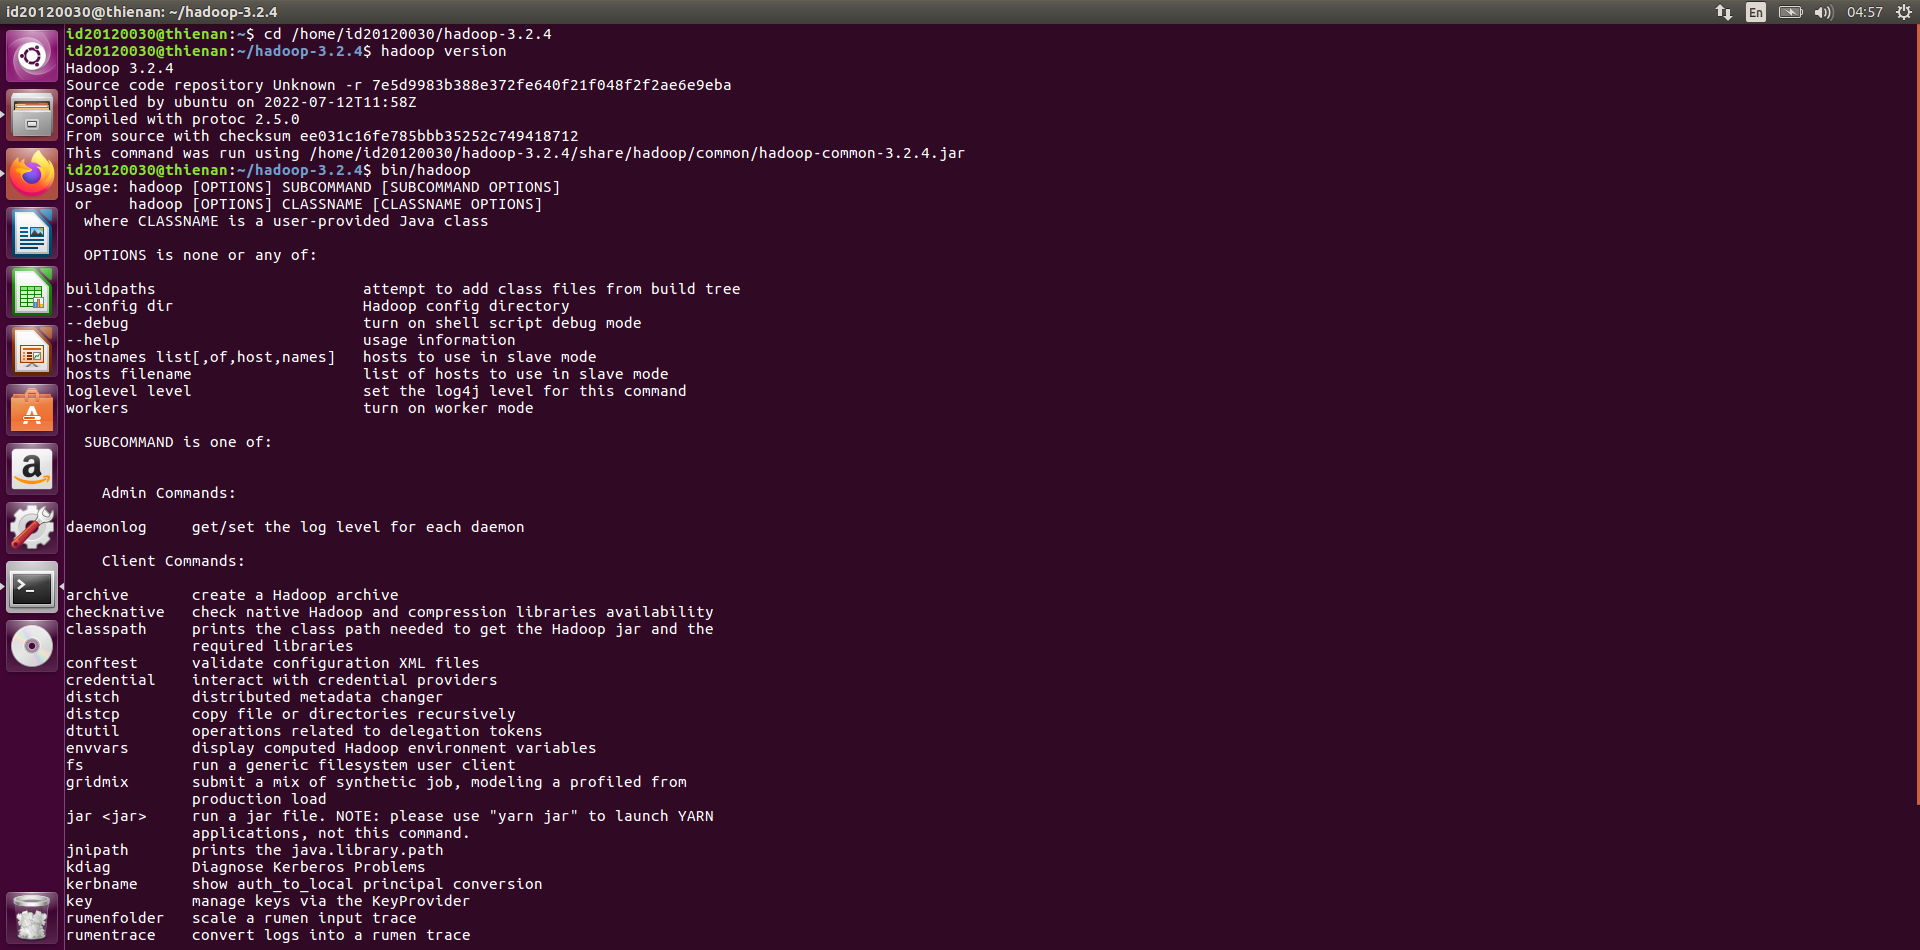 id20120030@thienan: ~/hadoop-3.2.4
En
04:57
id20120030@thienan:~$ cd /home/id20120030/hadoop-3.2.4
id20120030@thienan:~/hadoop-3.2.4$ hadoop version
Hadoop 3.2.4
Source code repository Unknown -r 7e5d9983b388e372fe640f21f048f2f2ae6e9eba
Compiled by ubuntu on 2022-07-12T11:58Z
Compiled with protoc 2.5.0
From source with checksum ee031c16fe785bbb35252c749418712
This command was run using /home/id20120030/hadoop-3.2.4/share/hadoop/common/hadoop-common-3.2.4.jar
id20120030@thienan:~/hadoop-3.2.4$ bin/hadoop
Usage: hadoop [OPTIONS] SUBCOMMAND [SUBCOMMAND OPTIONS]
 or    hadoop [OPTIONS] CLASSNAME [CLASSNAME OPTIONS]
  where CLASSNAME is a user-provided Java class
  OPTIONS is none or any of:
buildpaths                       attempt to add class files from build tree
--config dir                     Hadoop config directory
--debug                          turn on shell script debug mode
--help                           usage information
hostnames list[,of,host,names]   hosts to use in slave mode
hosts filename                   list of hosts to use in slave mode
loglevel level                   set the log4j level for this command
workers                          turn on worker mode
  SUBCOMMAND is one of:
    Admin Commands:
daemonlog     get/set the log level for each daemon
    Client Commands:
archive       create a Hadoop archive
checknative   check native Hadoop and compression libraries availability
classpath     prints the class path needed to get the Hadoop jar and the
              required libraries
conftest      validate configuration XML files
credential    interact with credential providers
distch        distributed metadata changer
distcp        copy file or directories recursively
dtutil        operations related to delegation tokens
envvars       display computed Hadoop environment variables
fs            run a generic filesystem user client
gridmix       submit a mix of synthetic job, modeling a profiled from
              production load
jar <jar>     run a jar file. NOTE: please use "yarn jar" to launch YARN
              applications, not this command.
jnipath       prints the java.library.path
kdiag         Diagnose Kerberos Problems
kerbname      show auth_to_local principal conversion
key           manage keys via the KeyProvider
rumenfolder   scale a rumen input trace
rumentrace    convert logs into a rumen trace